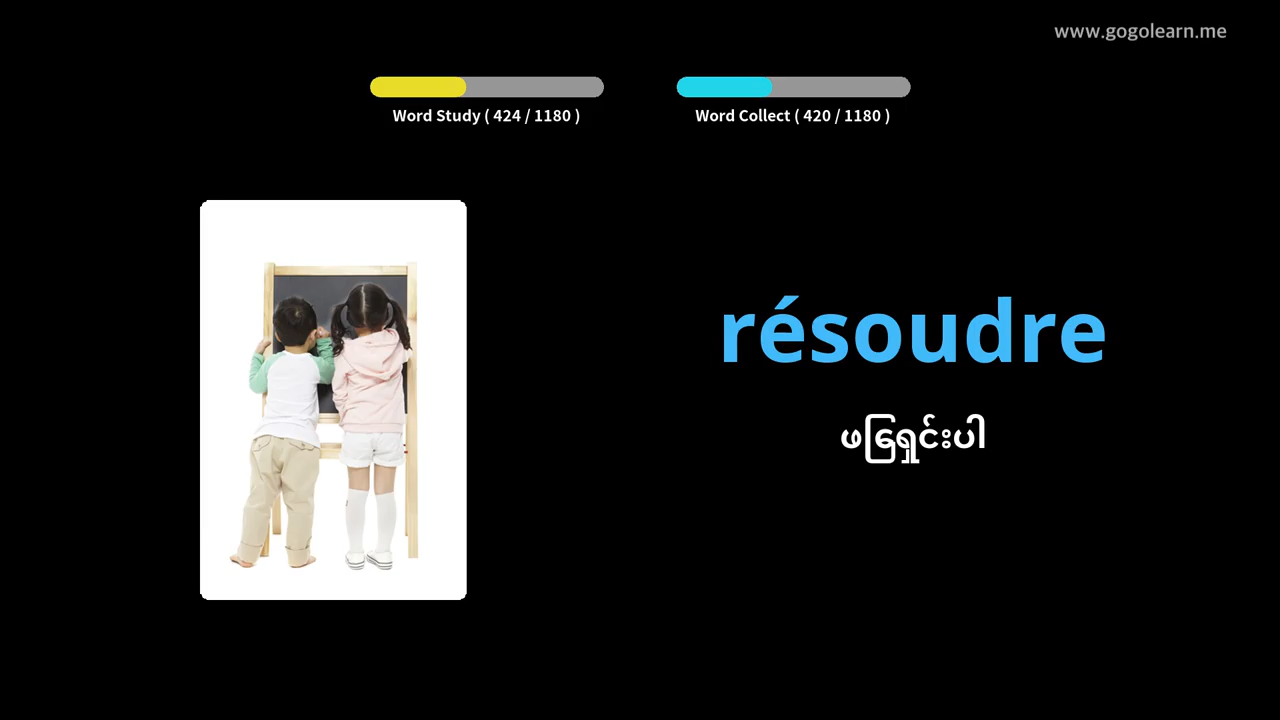 www.gogolearn.me
Word Study ( 424 / 1180 )
Word Collect ( 420 / 1180 )
résoudre
ဖြေရှင်းပါ